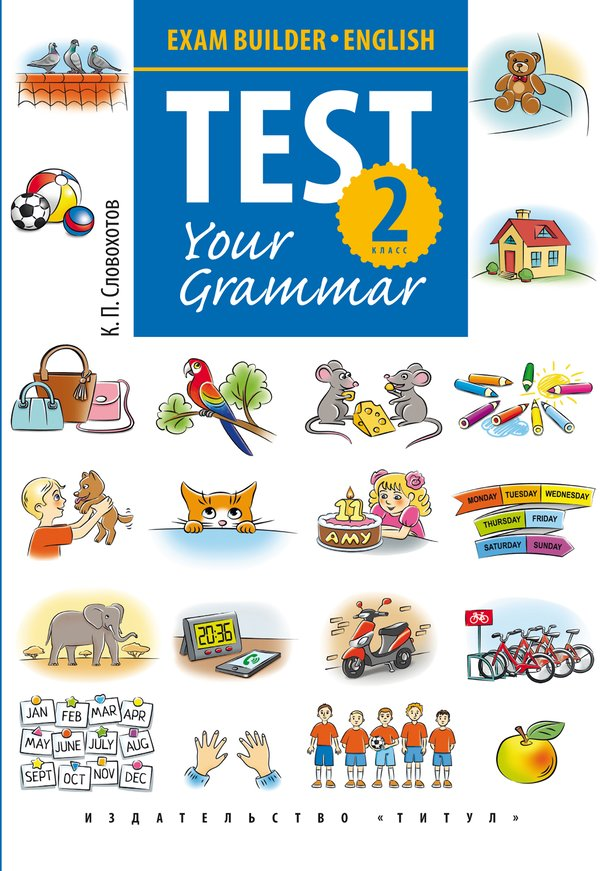 EXAM BUILDER • ENGLISH
TEST
2
КЛАСС
Your
Grammar
К. П. Словохотов
11
AMY
MONDAY TUESDAY WEDNESDAY
THURSDAY FRIDAY
SATURDAY SUNDAY
20:36
JAN FEB MAR APR
MAY JUNE JULY AUG
SEPT OCT NOV DEC
ИЗДАТЕЛЬСТВО «ТИТУЛ»